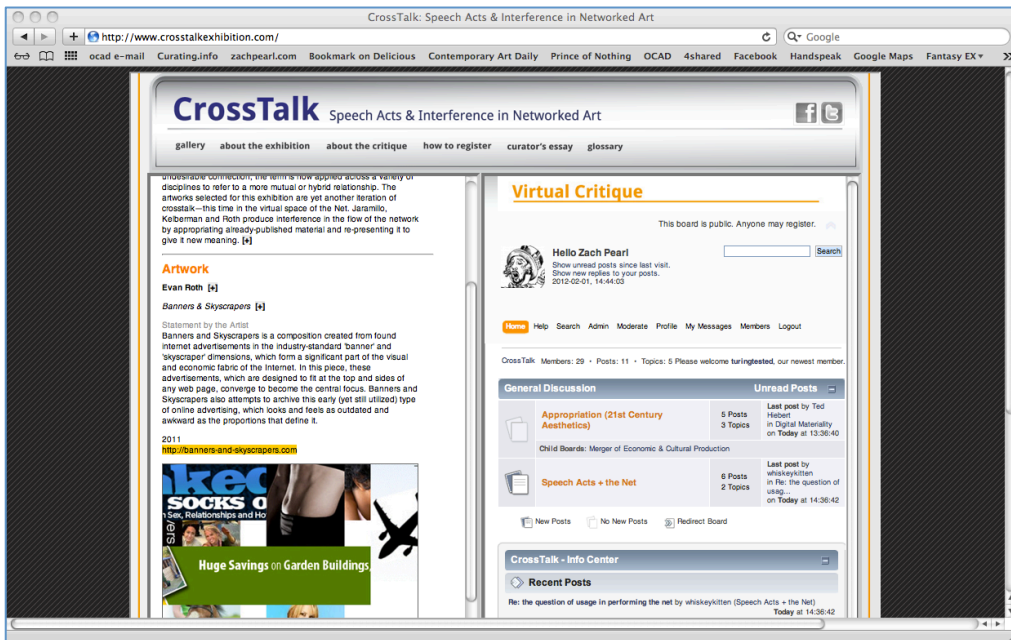 CrossTalk: Speech Acts & Interference in Networked Art
http://www.crosstalkexhibition.com/
Google
ocad e-mail Curating.info zachpearl.com Bookmark on Delicious Contemporary Art Daily Prince of Nothing OCAD 4shared Facebook Handspeak Google Maps Fantasy EX
CrossTalk Speech Acts & Interference in Networked Art
gallery about the exhibition about the critique how to register curator's essay glossary
undesirable connection, the term is now applied across a variety of
disciplines to refer to a more mutual or hybrid relationship. The
artworks selected for this exhibition are yet another iteration of
crosstalk—this time in the virtual space of the Net. Jaramillo,
Kelberman and Roth produce interference in the flow of the network
by appropriating already-published material and re-presenting it to
give it new meaning. [+]
Artwork
Evan Roth [+]
Banners & Skyscrapers [+]
Statement by the Artist
Banners and Skyscrapers is a composition created from found
internet advertisements in the industry-standard 'banner' and
'skyscraper' dimensions, which form a significant part of the visual
and economic fabric of the Internet. In this piece, these
advertisements, which are designed to fit at the top and sides of
any web page, converge to become the central focus. Banners and
Skyscrapers also attempts to archive this early (yet still utilized) type
of online advertising, which looks and feels as outdated and
awkward as the proportions that define it.
2011
http://banners-and-skyscrapers.com
ked
SOCKS O
n Sex, Relationships and Ho
vers
Huge Savings on Garden Buildings,
Virtual Critique
This board is public. Anyone may register.
Hello Zach Pearl
Show unread posts since last visit.
Show new replies to your posts.
2012-02-01, 14:44:03
Search
Home Help Search Admin Moderate Profile My Messages Members Logout
CrossTalk Members: 29 • Posts: 11 • Topics: 5 Please welcome turingtested, our newest member.
General Discussion Unread Posts
Appropriation (21st Century
Aesthetics)
5 Posts
3 Topics
Last post by Ted
Hiebert
in Digital Materiality
on Today at 13:36:40
Child Boards: Merger of Economic & Cultural Production
Speech Acts + the Net
6 Posts
2 Topics
Last post by
whiskeykitten
in Re: the question of
usag...
on Today at 14:36:42
New Posts No New Posts Redirect Board
CrossTalk - Info Center
Recent Posts
Re: the question of usage in performing the net by whiskeykitten (Speech Acts + the Net)
Today at 14:36:42